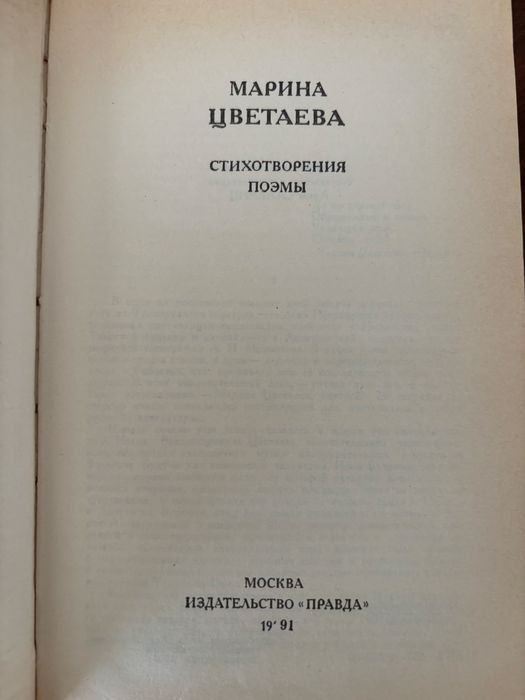 МАРИНА
ЦВЕТАЕВА
СТИХОТВОРЕНИЯ
ПОЭМЫ
МОСКВА
ИЗДАТЕЛЬСТВО «ПРАВДА»
19’91